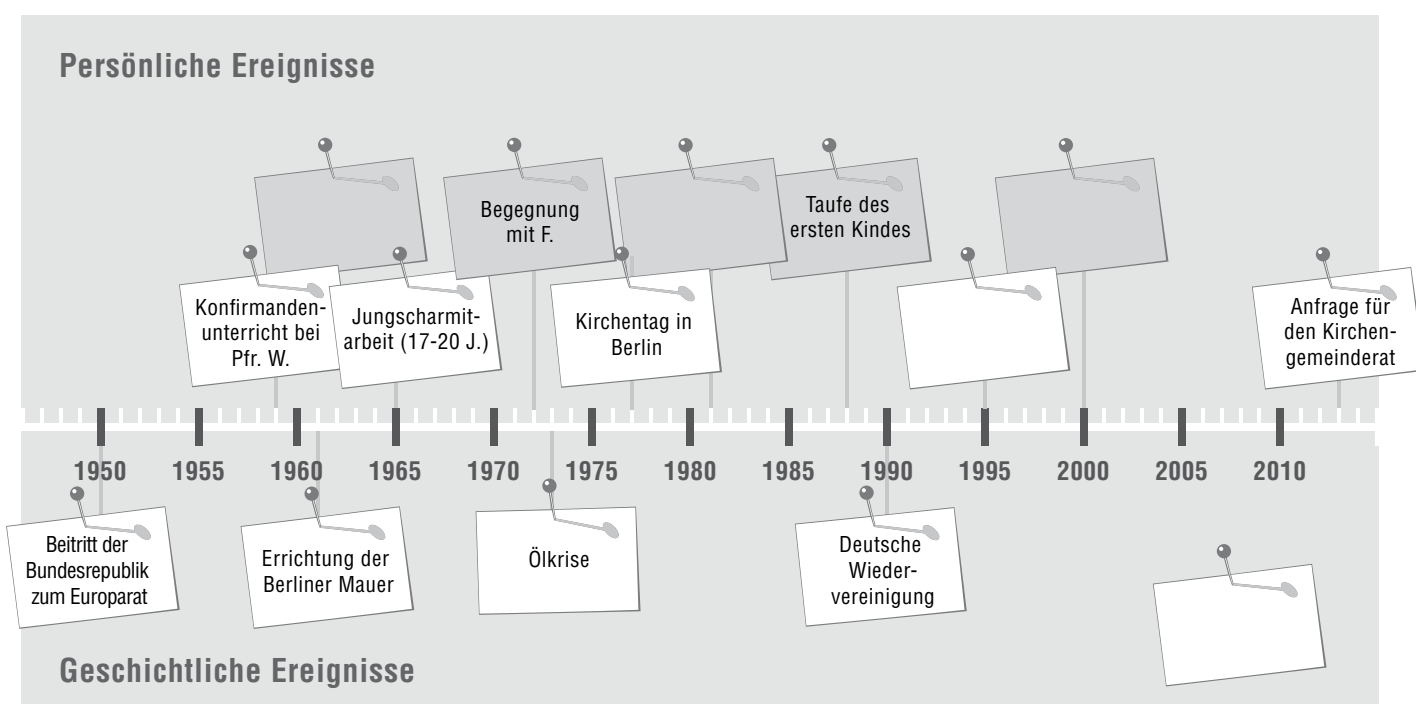 Persönliche Ereignisse
Begegnung
mit F.
Taufe des
ersten Kindes
Konfirmanden-
unterricht bei
Pfr. W.
Jungscharmit-
arbeit (17-20 J.)
Kirchentag in
Berlin
Anfrage für
den Kirchen-
gemeinderat
1950 1955 1960 1965 1970 1975 1980 1985 1990 1995 2000 2005 2010
Beitritt der
Bundesrepublik
zum Europarat
Errichtung der
Berliner Mauer
Ölkrise
Deutsche
Wieder-
vereinigung
Geschichtliche Ereignisse